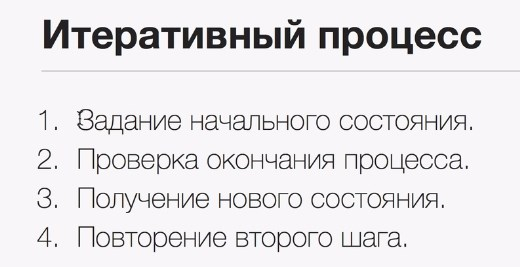 Итеративный процесс
1. Задание начального состояния.
2. Проверка окончания процесса.
3. Получение нового состояния.
4. Повторение второго шага.